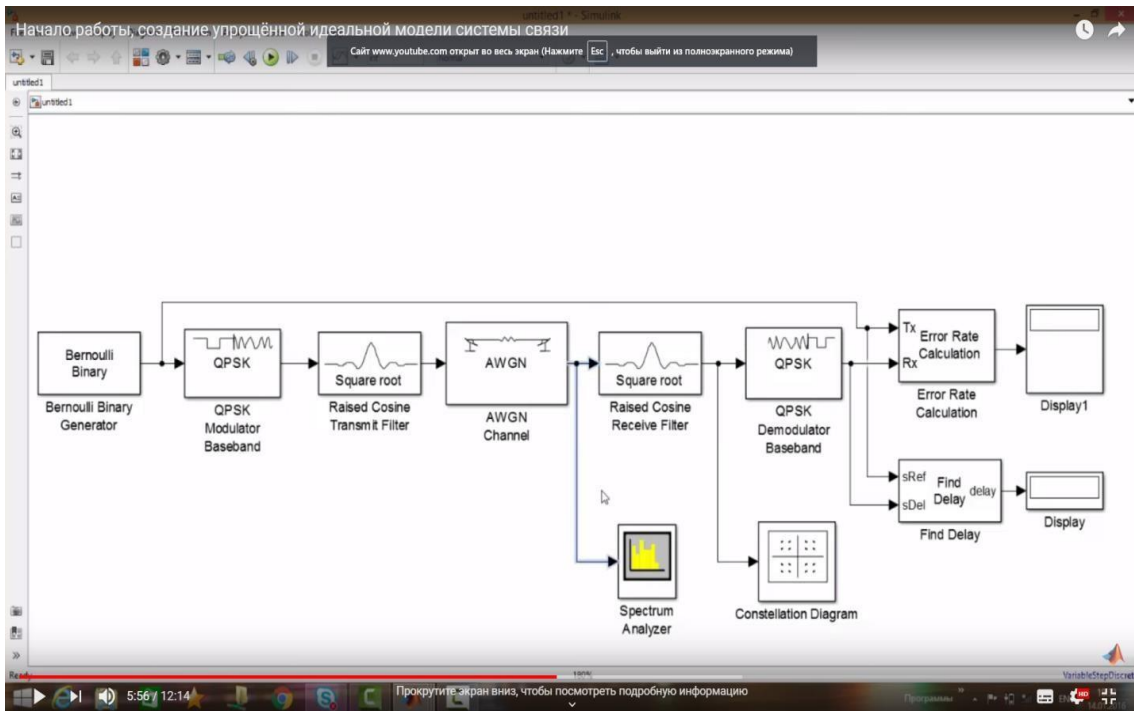 untitled1 * - Simulink
Начало работы, создание упрощённой идеальной модели системы связи
Сайт www.youtube.com открыт во весь экран (Нажмите Esc , чтобы выйти из полноэкранного режима)
untitled1
untitled1
Bernoulli
Binary
Bernoulli Binary
Generator
QPSK
QPSK
Modulator
Baseband
Square root
Raised Cosine
Transmit Filter
AWGN
AWGN
Channel
Square root
Raised Cosine
Receive Filter
QPSK
QPSK
Demodulator
Baseband
Tx
Rx
Error Rate
Calculation
Error Rate
Calculation
Display1
sRef
sDel
Find
Delay
delay
Find Delay
Display
Spectrum
Analyzer
Constellation Diagram
Ready
180%
VariableStepDiscret
5:56 / 12:14
Прокрутите экран вниз, чтобы посмотреть подробную информацию
Программы
EN
HD